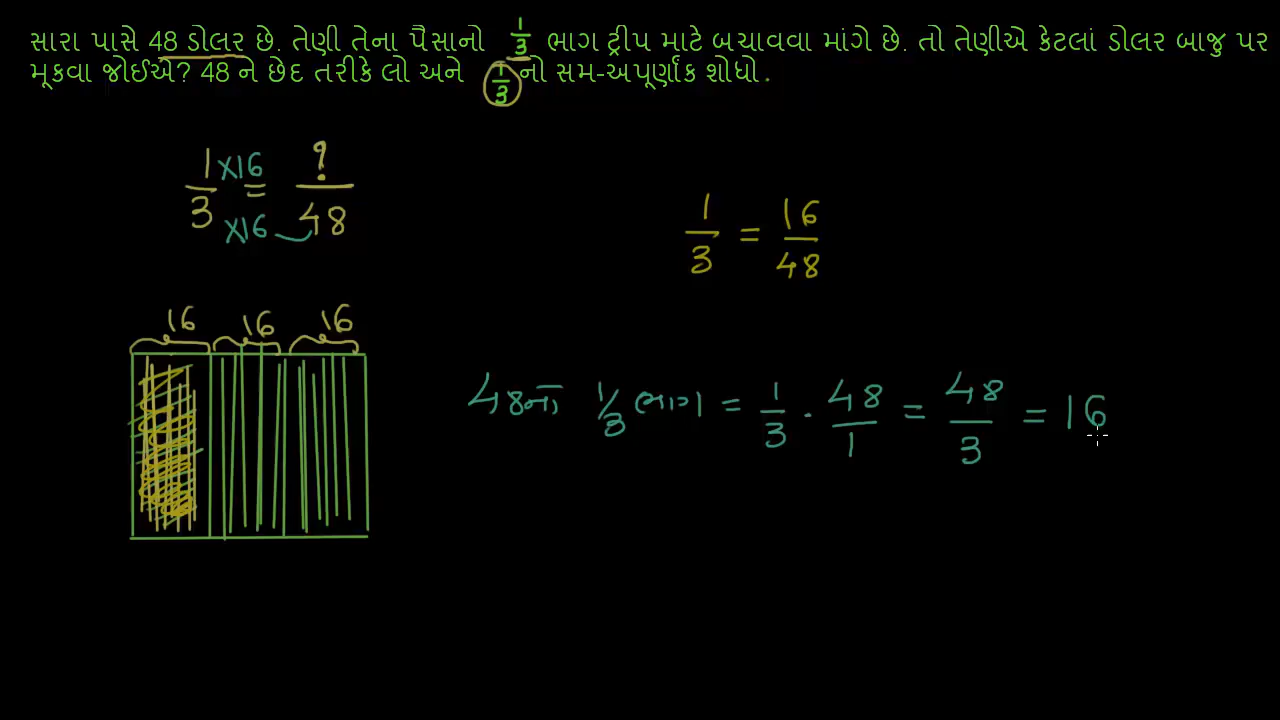 સારા પાસે 48 ડોલર છે. તેણી તેના પૈસાનો 1/3 ભાગ ટ્રીપ માટે બચાવવા માંગે છે. તો તેણીએ કેટલાં ડોલર બાજુ પર
મૂકવા જોઈએ? 48 ને છેદ તરીકે લો અને 1/3 નો સમ-અપૂર્ણાંક શોધો.
1/3 ×16 ×16 = ?/48
1/3 = 16/48
16 16 16
48નો 1/3 ભાગ = 1/3 · 48/1 = 48/3 = 16